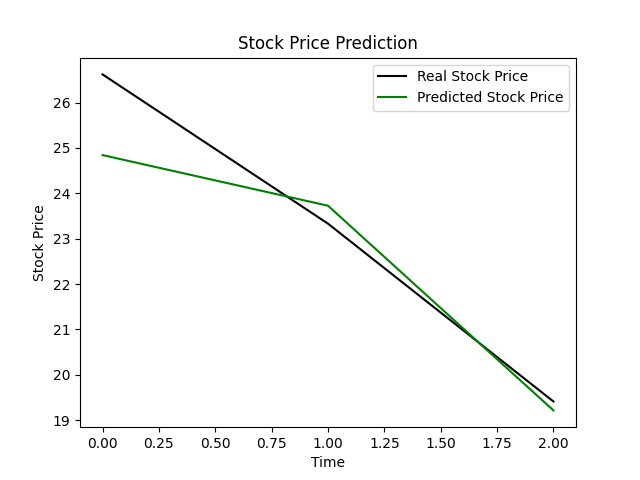 Stock Price Prediction
Real Stock Price
Predicted Stock Price
Stock Price
26
25
24
23
22
21
20
19
0.00 0.25 0.50 0.75 1.00 1.25 1.50 1.75 2.00
Time